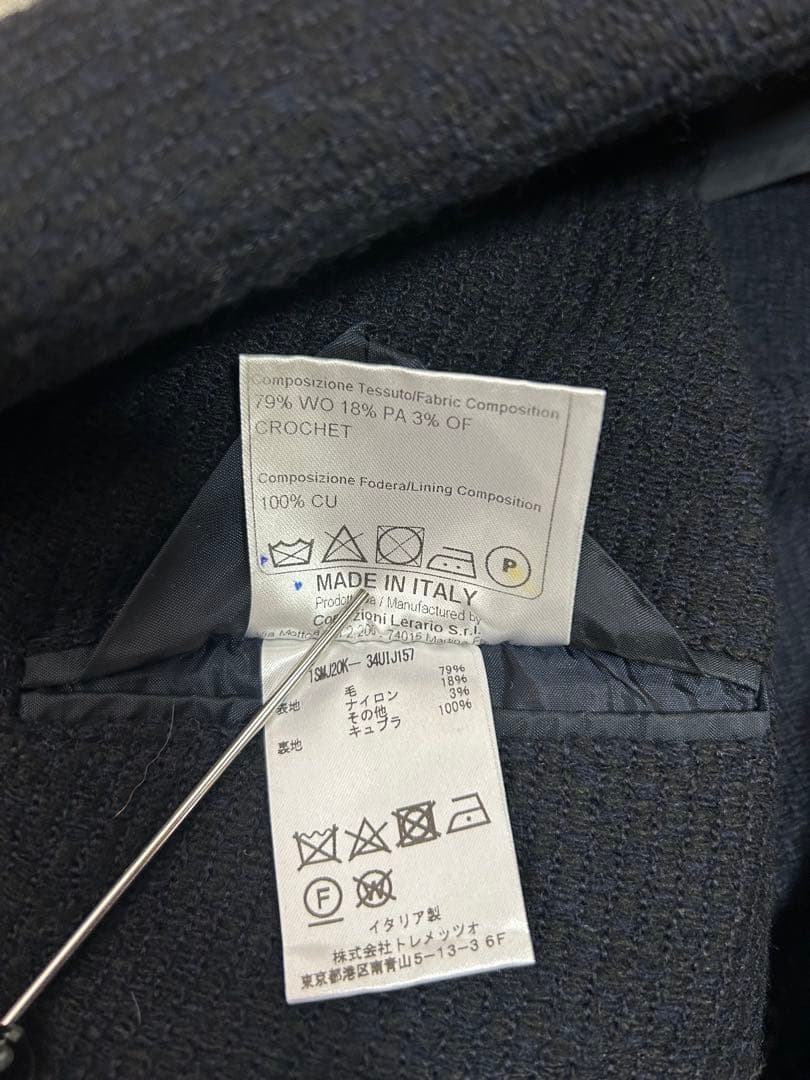 Composizione Tessuto/Fabric Composition
79% WO 18% PA 3% OF
CROCHET
Composizione Fodera/Lining Composition
100% CU
P
MADE IN ITALY
/ Manufactured by
Lerario S.r.l.
74015
1SMJ20K- 34UIJ157
表地 毛 79%
ナイロン 18%
その他 3%
裏地 キュプラ 100%
F W
イタリア製
株式会社トレメッツォ
東京都港区南青山5-13-3 6F